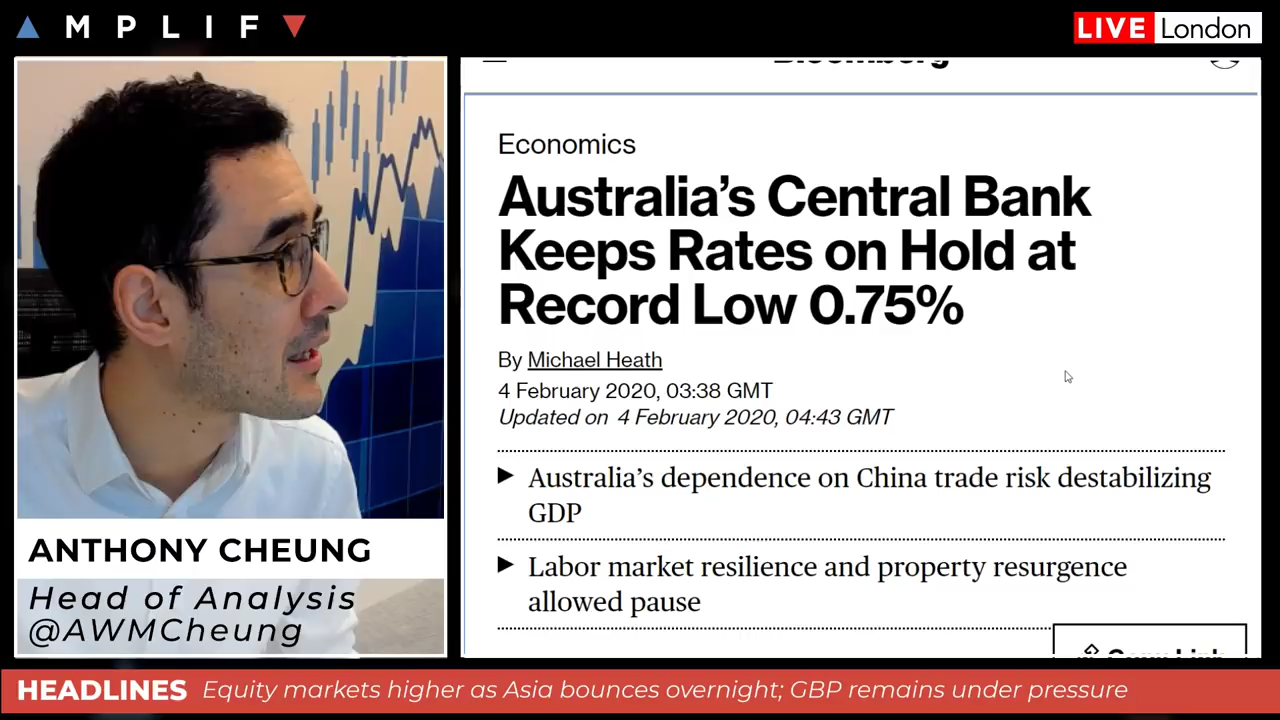 ▲ M P L I F ▼
LIVE London
Bloomberg
Economics
Australia's Central Bank
Keeps Rates on Hold at
Record Low 0.75%
By Michael Heath
4 February 2020, 03:38 GMT
Updated on 4 February 2020, 04:43 GMT
Australia's dependence on China trade risk destabilizing
GDP
Labor market resilience and property resurgence
allowed pause
Copy Link
ANTHONY CHEUNG
Head of Analysis
@AWMCheung
HEADLINES Equity markets higher as Asia bounces overnight; GBP remains under pressure